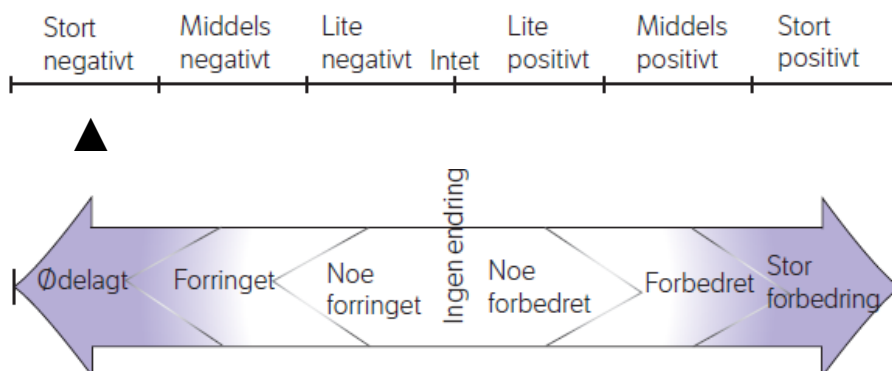 Stort
negativt
Middels
negativt
Lite
negativt
Intet
Lite
positivt
Middels
positivt
Stort
positivt
Ødelagt
Forringet
Noe
forringet
Ingen endring
Noe
forbedret
Forbedret
Stor
forbedring